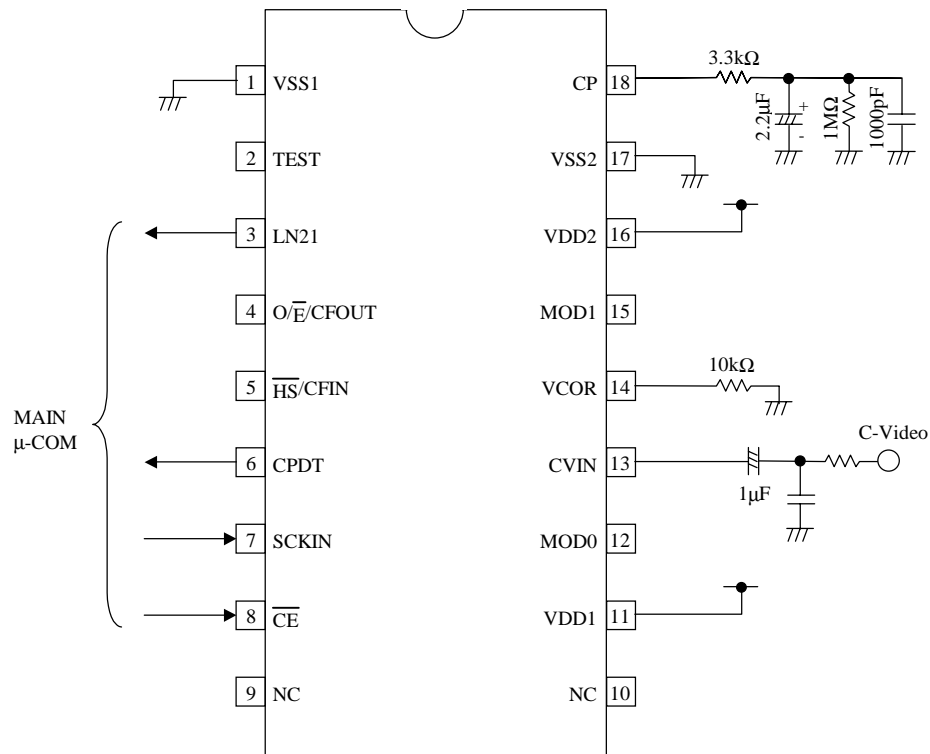 1 VSS1
2 TEST
3 LN21
4 O/E̅/CFOUT
5 H̅S̅/CFIN
6 CPDT
7 SCKIN
8 C̅E̅
9 NC
MAIN
μ-COM
CP 18
VSS2 17
VDD2 16
MOD1 15
VCOR 14
CVIN 13
MOD0 12
VDD1 11
NC 10
3.3kΩ
2.2μF
+
-
1MΩ
1000pF
10kΩ
C-Video
1μF